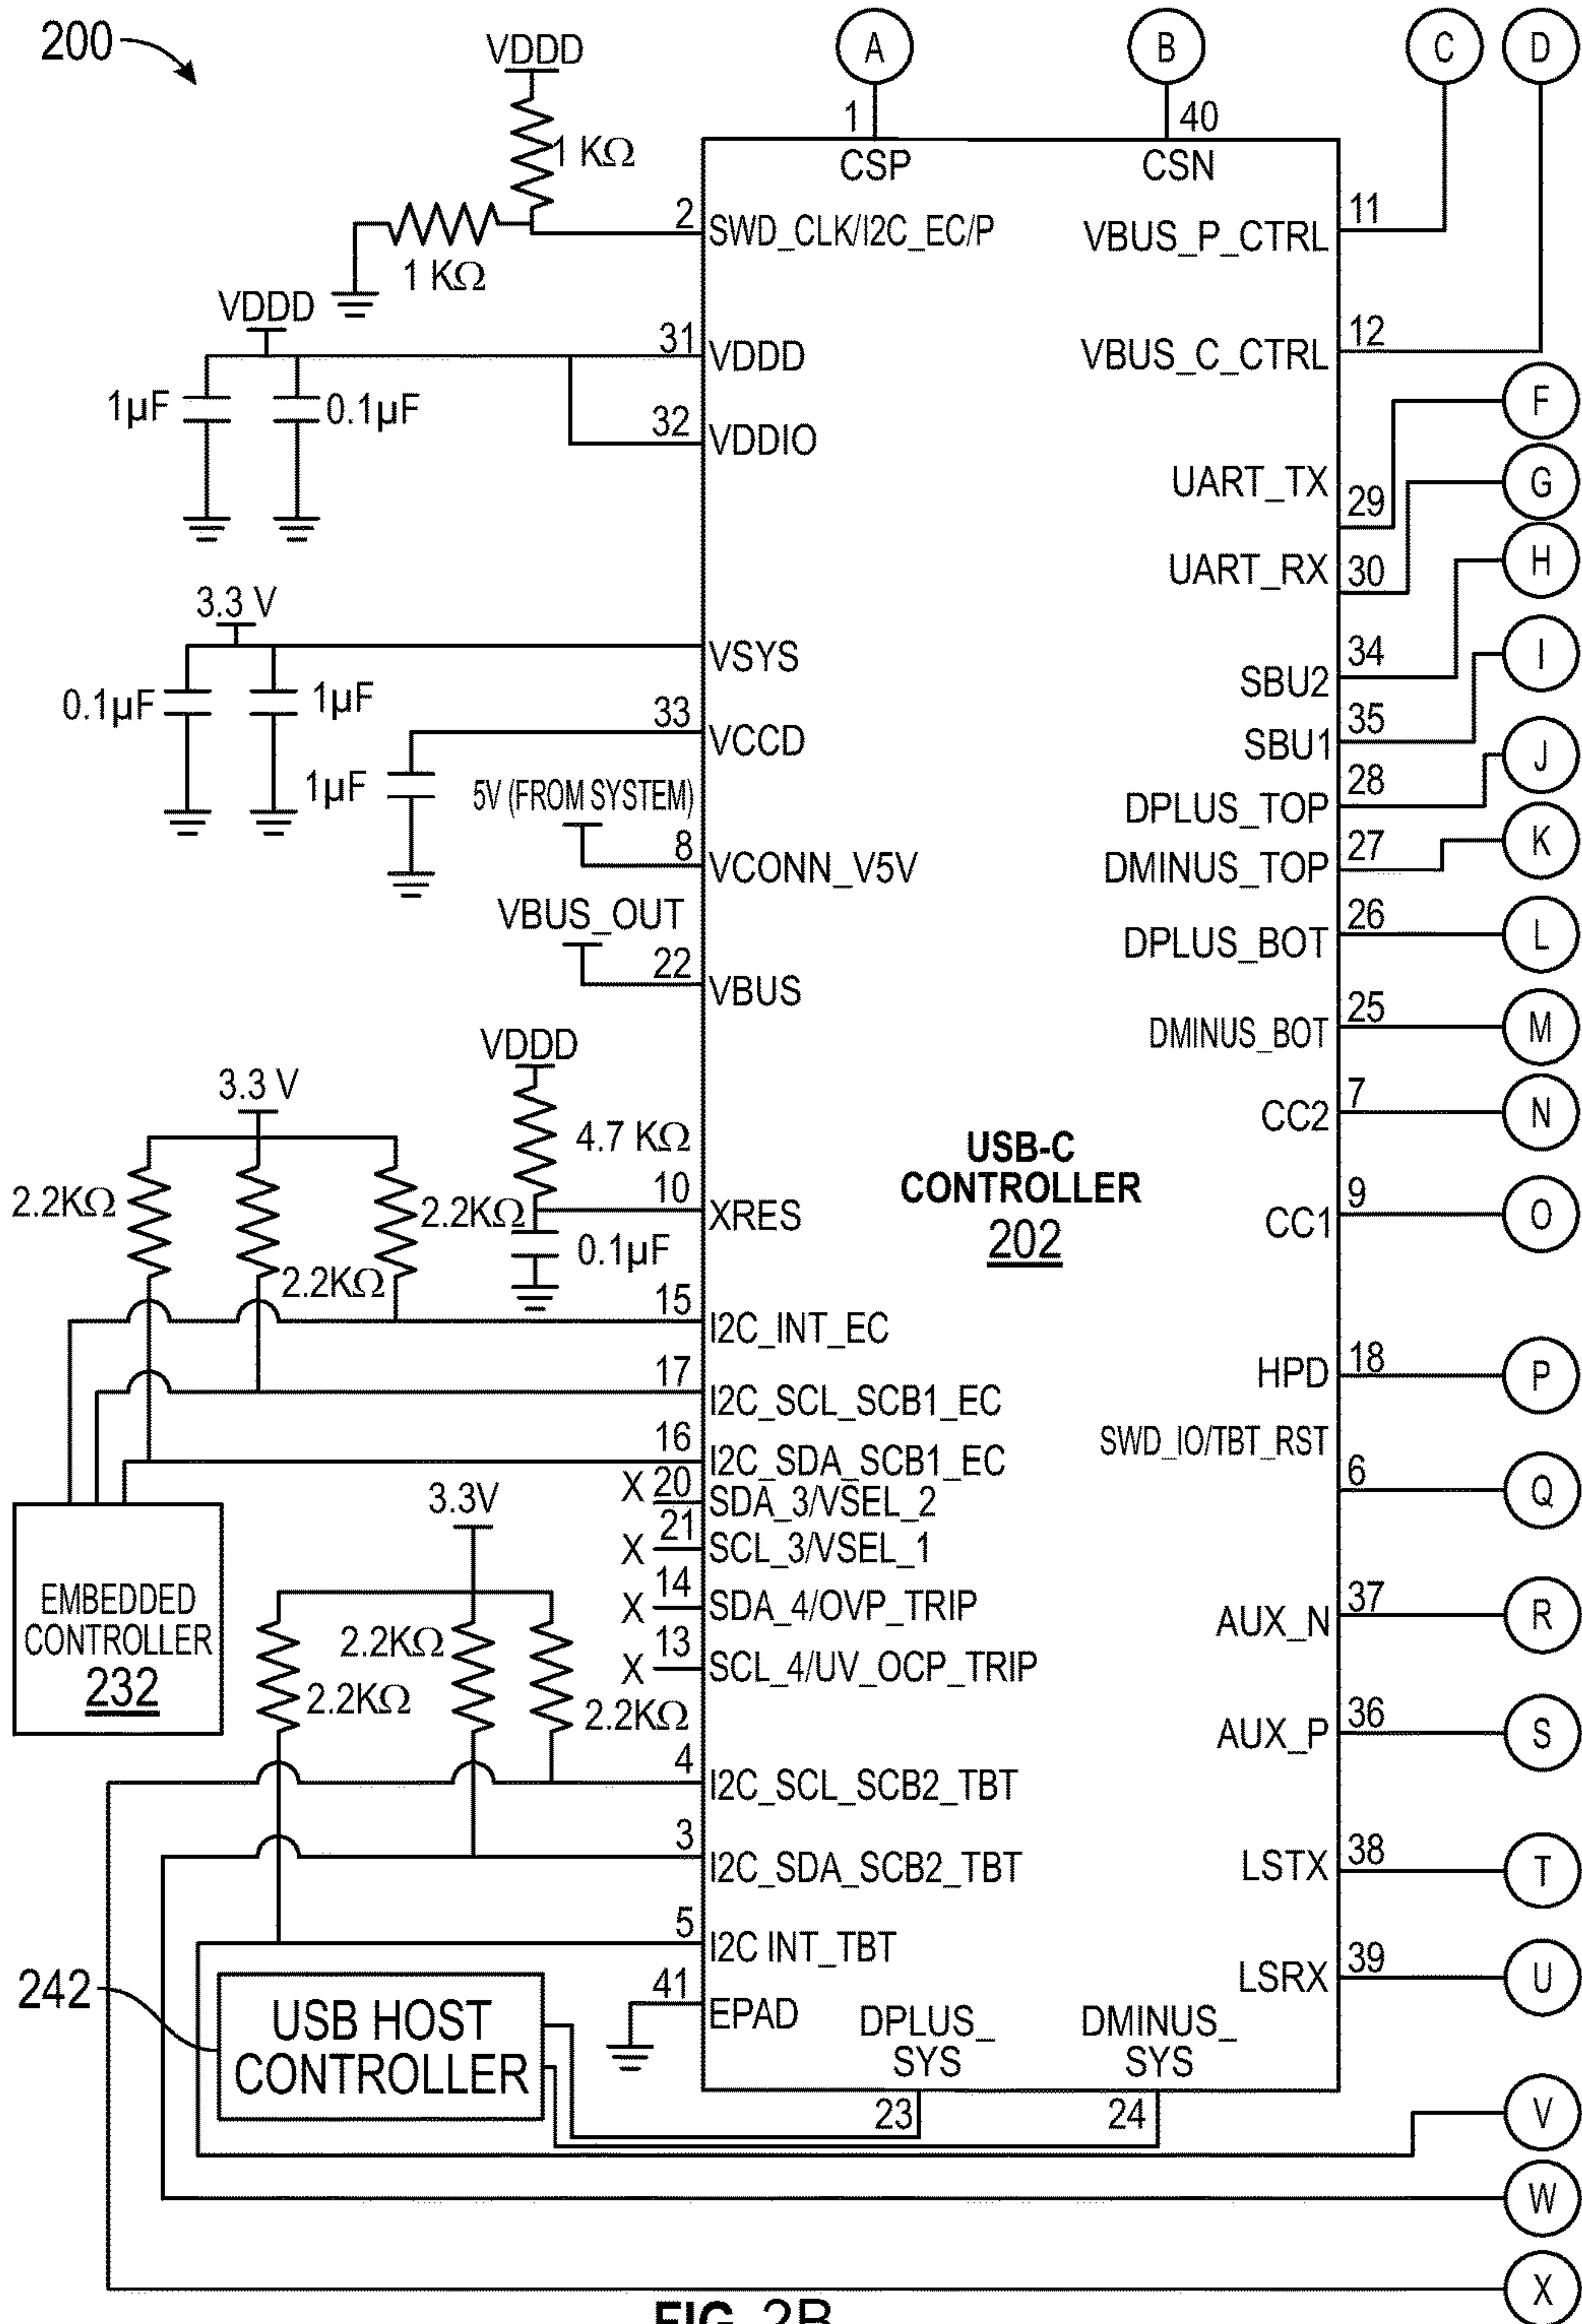 200
VDDD
A
B
C
D
1
40
1 KΩ
CSP
CSN
2
SWD_CLK/I2C_EC/P
VBUS_P_CTRL
11
1 KΩ
VDDD
31
VDDD
VBUS_C_CTRL
12
1µF
0.1µF
32
VDDIO
F
UART_TX
29
G
UART_RX
30
H
3.3 V
VSYS
SBU2
34
I
0.1µF
1µF
33
VCCD
SBU1
35
J
1µF
5V (FROM SYSTEM)
8
VCONN_V5V
DPLUS_TOP
28
DMINUS_TOP
27
K
VBUS_OUT
22
VBUS
DPLUS_BOT
26
L
DMINUS_BOT
25
M
VDDD
3.3 V
4.7 KΩ
CC2
7
N
USB-C
CONTROLLER
202
2.2KΩ
2.2KΩ
10
XRES
CC1
9
O
0.1µF
2.2KΩ
15
I2C_INT_EC
17
I2C_SCL_SCB1_EC
HPD
18
P
16
I2C_SDA_SCB1_EC
SWD_IO/TBT_RST
6
Q
X 20
SDA_3/VSEL_2
3.3V
X 21
SCL_3/VSEL_1
X 14
SDA_4/OVP_TRIP
AUX_N
37
R
X 13
SCL_4/UV_OCP_TRIP
EMBEDDED
CONTROLLER
232
2.2KΩ
2.2KΩ
2.2KΩ
AUX_P
36
S
4
I2C_SCL_SCB2_TBT
3
I2C_SDA_SCB2_TBT
LSTX
38
T
5
I2C INT_TBT
LSRX
39
U
242
USB HOST
CONTROLLER
41
EPAD
DPLUS_
SYS
DMINUS_
SYS
23
24
V
W
X
FIG. 2B